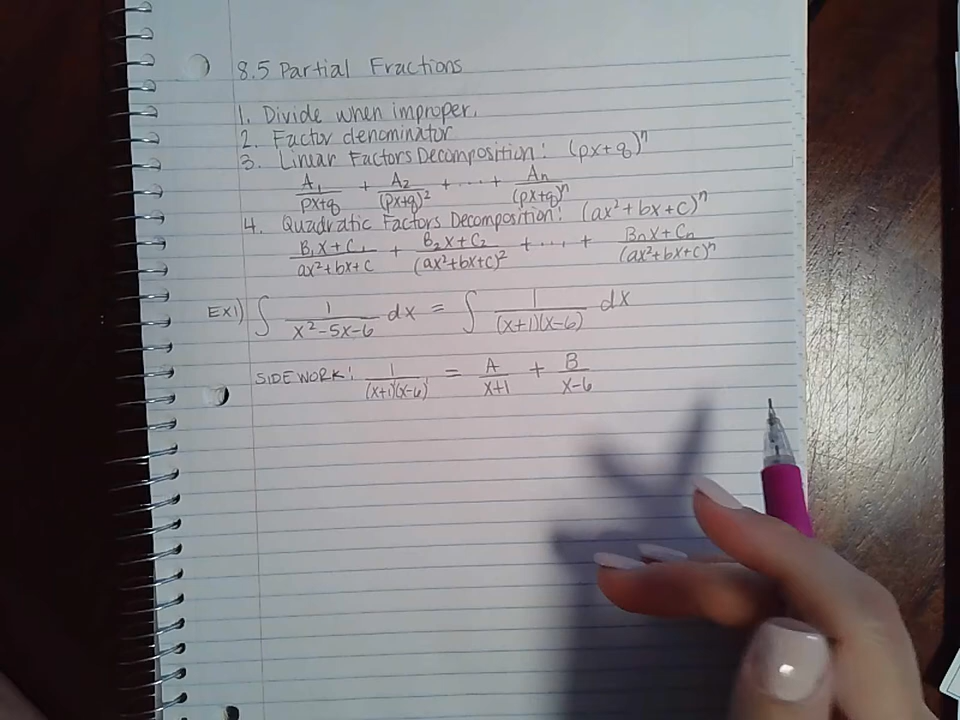 8.5 Partial Fractions
1. Divide when improper.
2. Factor denominator
3. Linear Factors Decomposition: (px+q)^n
A₁/(px+q) + A₂/(px+q)² + .... + Aₙ/(px+q)^n
4. Quadratic Factors Decomposition: (ax²+bx+c)^n
(B₁x+C₁)/(ax²+bx+c) + (B₂x+C₂)/(ax²+bx+c)² + .... + (Bₙx+Cₙ)/(ax²+bx+c)^n
EX1) ∫ 1/(x²-5x-6) dx = ∫ 1/((x+1)(x-6)) dx
SIDEWORK: 1/((x+1)(x-6)) = A/(x+1) + B/(x-6)